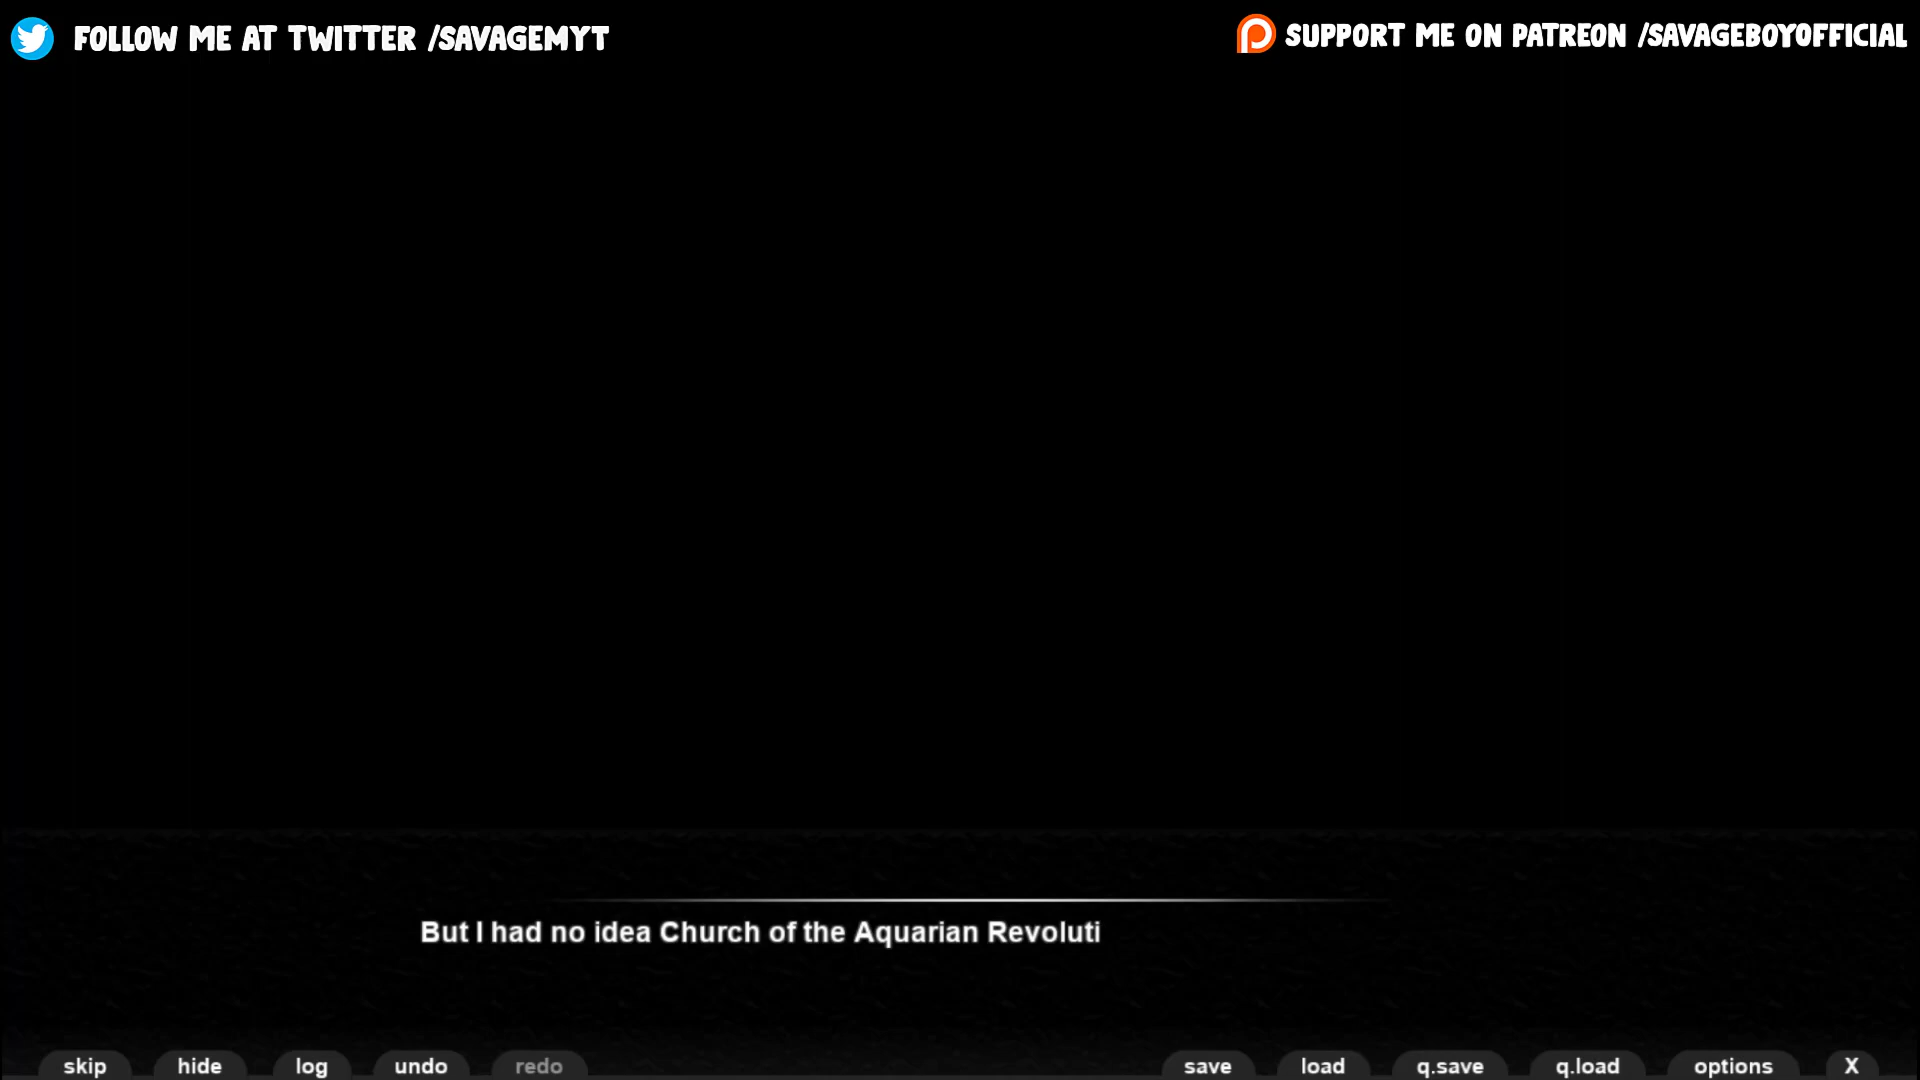 FOLLOW ME AT TWITTER /SAVAGEMYT
SUPPORT ME ON PATREON /SAVAGEBOYOFFICIAL
But I had no idea Church of the Aquarian Revoluti
skip hide log undo redo save load q.save q.load options X